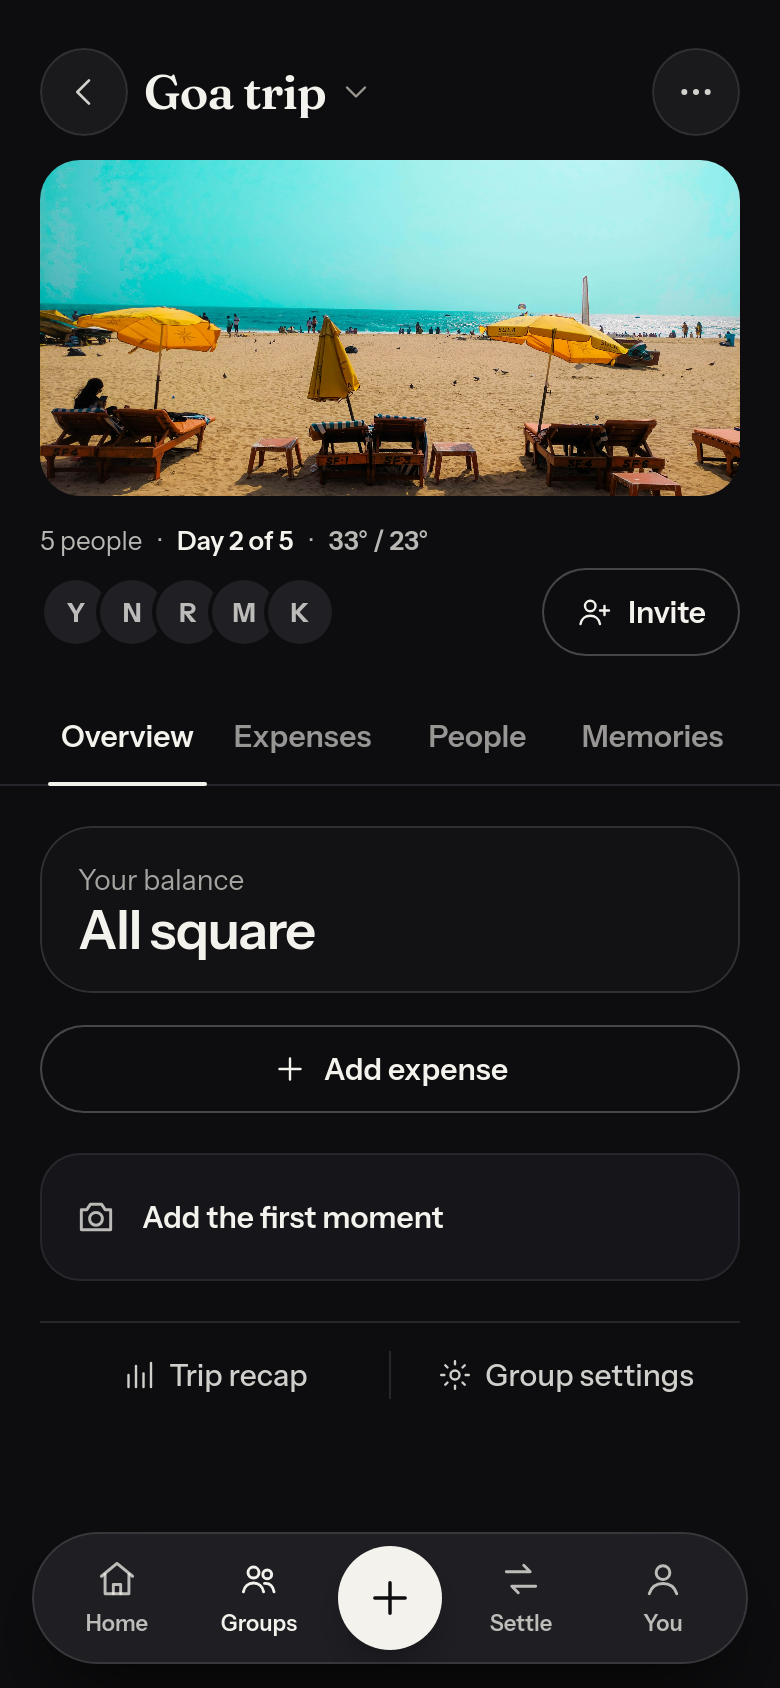 Goa trip
SULA
5 people · Day 2 of 5 · 33° / 23°
Y N R M K
Invite
Overview Expenses People Memories
Your balance
All square
Add expense
Add the first moment
Trip recap Group settings
Home Groups Settle You